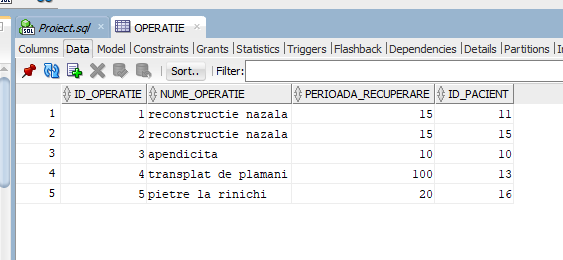 Proiect.sql × OPERATIE ×
Columns Data Model Constraints Grants Statistics Triggers Flashback Dependencies Details Partitions
Sort.. Filter:
ID_OPERATIE NUME_OPERATIE PERIOADA_RECUPERARE ID_PACIENT
1 1 reconstructie nazala 15 11
2 2 reconstructie nazala 15 15
3 3 apendicita 10 10
4 4 transplat de plamani 100 13
5 5 pietre la rinichi 20 16